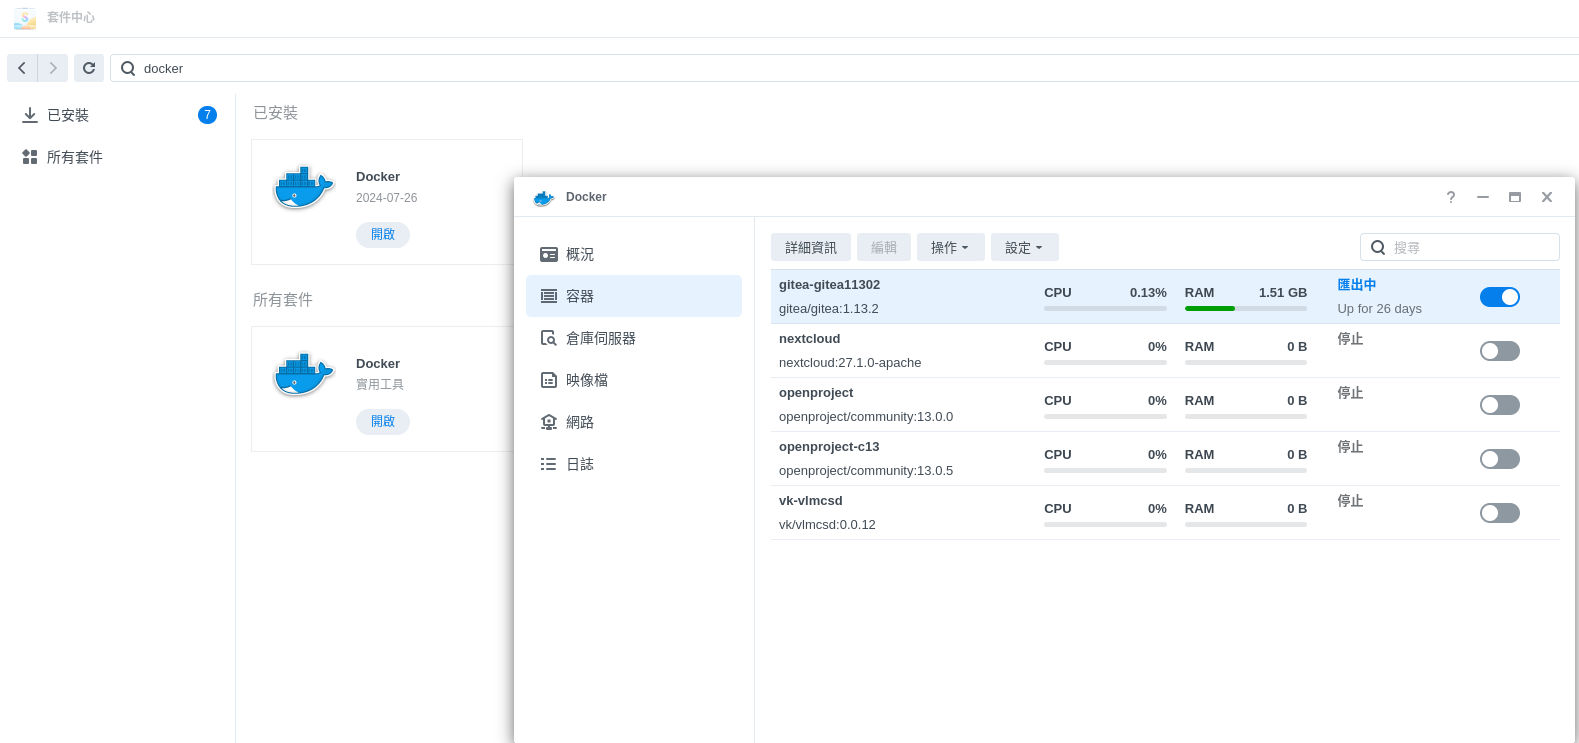 套件中心
docker
已安裝
7
所有套件
已安裝
Docker
2024-07-26
開啟
所有套件
Docker
實用工具
開啟
Docker
?
概況
容器
倉庫伺服器
映像檔
網路
日誌
詳細資訊 編輯 操作 設定
搜尋
gitea-gitea11302
gitea/gitea:1.13.2
CPU 0.13% RAM 1.51 GB
匯出中
Up for 26 days
nextcloud
nextcloud:27.1.0-apache
CPU 0% RAM 0 B
停止
openproject
openproject/community:13.0.0
CPU 0% RAM 0 B
停止
openproject-c13
openproject/community:13.0.5
CPU 0% RAM 0 B
停止
vk-vlmcsd
vk/vlmcsd:0.0.12
CPU 0% RAM 0 B
停止